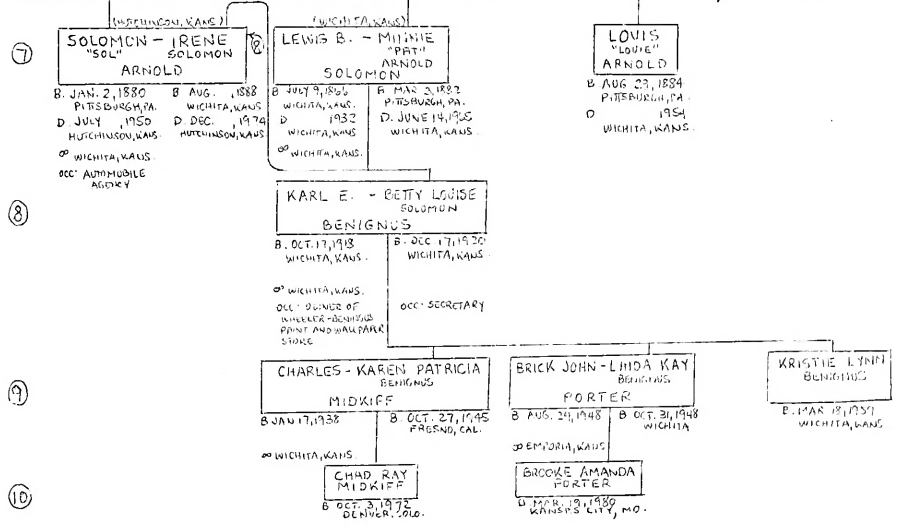 (HUTCHINSON, KANS)
(WICHITA, KANS)
⑦
SOLOMON - IRENE
"SOL" SOLOMON
ARNOLD
B. JAN. 2, 1880
PITTSBURGH, PA.
D. JULY , 1950
HUTCHINSON, KANS.
∞ WICHITA, KANS.
OCC: AUTOMOBILE
AGENCY
B AUG. , 1888
WICHITA, KANS
D. DEC. , 1974
HUTCHINSON, KANS
⑧
LEWIS B. - MINNIE
"PAT"
ARNOLD
SOLOMON
B JULY 9, 1866
WICHITA, KANS
D 1932
WICHITA, KANS
∞ WICHITA, KANS.
B MAR
PITTSBURGH, PA.
D. JUNE 14, 1965
WICHITA, KANS.
LOUIS
"LOUIE"
ARNOLD
B AUG 23, 1884
PITTSBURGH, PA.
D 1954
WICHITA, KANS.
⑧
KARL E. - BETTY LOUISE
SOLOMON
BENIGNUS
B. OCT. 17, 1918
WICHITA, KANS.
∞ WICHITA, KANS.
OCC: OWNER OF
WHEELER-BENIGNUS
PAINT AND WALLPAPER
STORE
B. DEC. 17, 1920
WICHITA, KANS.
OCC: SECRETARY
⑨
CHARLES - KAREN PATRICIA
BENIGNUS
MIDKIFF
B JAN 17, 1938
∞ WICHITA, KANS.
B. OCT. 27, 1945
FRESNO, CAL.
BRICK JOHN - LINDA KAY
BENIGNUS
PORTER
B AUG. 29, 1948
∞ EMPORIA, KANS
B OCT. 31, 1948
WICHITA
KRISTIE LYNN
BENIGNUS
B. MAR 18, 1959
WICHITA, KANS
⑩
CHAD RAY
MIDKIFF
B OCT. 3, 1972
DENVER, COLO.
BROOKE AMANDA
PORTER
B MAR. 19, 1980
KANSAS CITY, MO.